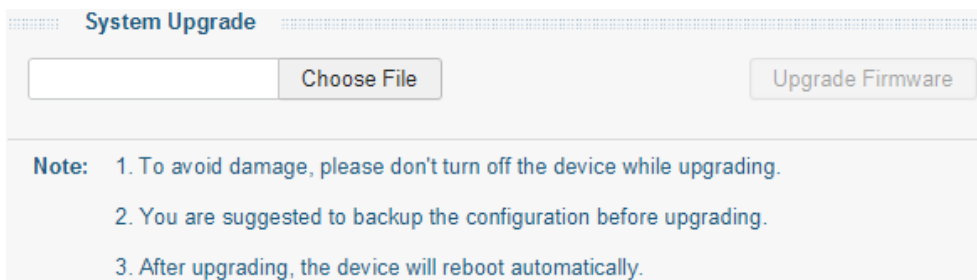 System Upgrade
Choose File Upgrade Firmware
Note: 1. To avoid damage, please don't turn off the device while upgrading.
2. You are suggested to backup the configuration before upgrading.
3. After upgrading, the device will reboot automatically.